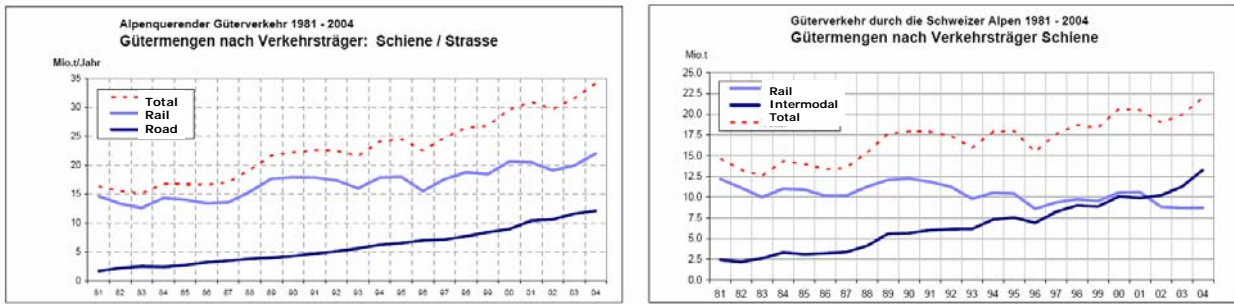 Alpenquerender Güterverkehr 1981 - 2004
Gütermengen nach Verkehrsträger: Schiene / Strasse
Mio.t/Jahr
35
30
25
20
15
10
5
0
Total
Rail
Road
81 82 83 84 85 86 87 88 89 90 91 92 93 94 95 96 97 98 99 00 01 02 03 04
Güterverkehr durch die Schweizer Alpen 1981 - 2004
Gütermengen nach Verkehrsträger Schiene
Mio.t
25.0
22.5
20.0
17.5
15.0
12.5
10.0
7.5
5.0
2.5
0.0
Rail
Intermodal
Total
81 82 83 84 85 86 87 88 89 90 91 92 93 94 95 96 97 98 99 00 01 02 03 04